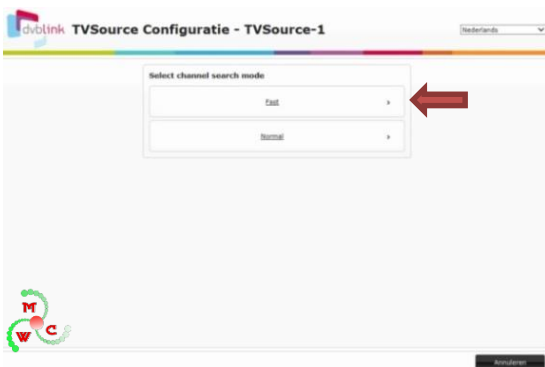 dvblink TVSource Configuratie - TVSource-1
Nederlands
Select channel search mode
Fast
Normal
M
W C
Annuleren